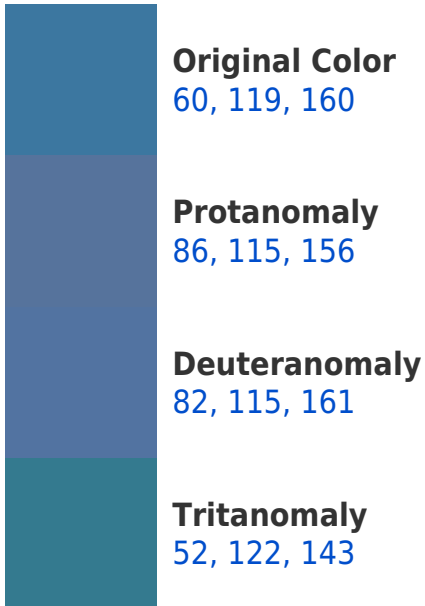 Original Color
60, 119, 160
Protanomaly
86, 115, 156
Deuteranomaly
82, 115, 161
Tritanomaly
52, 122, 143